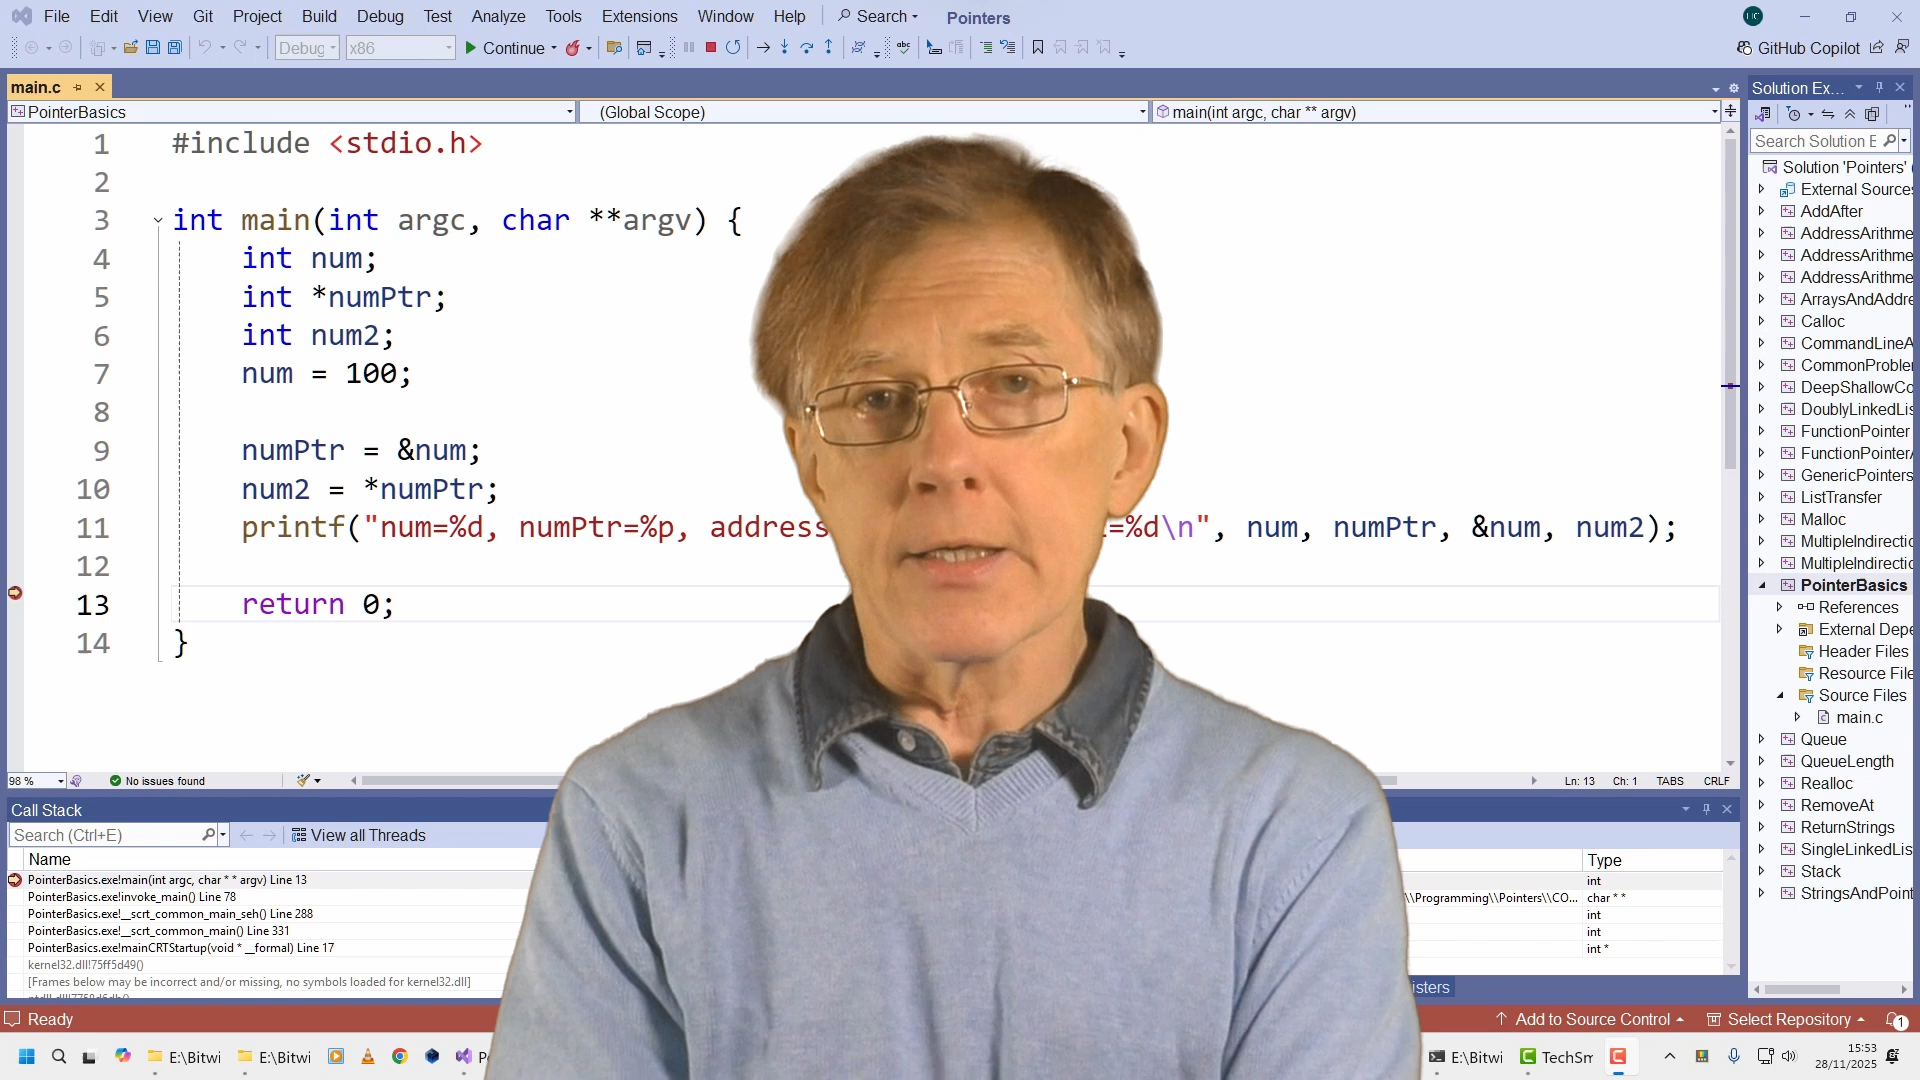 File Edit View Git Project Build Debug Test Analyze Tools Extensions Window Help Search Pointers
Debug x86 Continue GitHub Copilot
main.c
PointerBasics (Global Scope) main(int argc, char ** argv)
1 #include <stdio.h>
2
3 int main(int argc, char **argv) {
4 int num;
5 int *numPtr;
6 int num2;
7 num = 100;
8
9 numPtr = &num;
10 num2 = *numPtr;
11 printf("num=%d, numPtr=%p, address =%d\n", num, numPtr, &num, num2);
12
13 return 0;
14 }
98 % No issues found Ln: 13 Ch: 1 TABS CRLF
Call Stack
Search (Ctrl+E) View all Threads
Name
PointerBasics.exe!main(int argc, char * * argv) Line 13
PointerBasics.exe!invoke_main() Line 78
PointerBasics.exe!__scrt_common_main_seh() Line 288
PointerBasics.exe!__scrt_common_main() Line 331
PointerBasics.exe!mainCRTStartup(void * __formal) Line 17
kernel32.dll!75ff5d49()
[Frames below may be incorrect and/or missing, no symbols loaded for kernel32.dll]
Type
int
\\Programming\\Pointers\\CO... char * *
int
int
int *
isters
Solution Ex...
Search Solution E
Solution 'Pointers' (
External Sources
AddAfter
AddressArithme
AddressArithme
AddressArithme
ArraysAndAddre
Calloc
CommandLineA
CommonProbler
DeepShallowCo
DoublyLinkedLis
FunctionPointer
FunctionPointerA
GenericPointers
ListTransfer
Malloc
MultipleIndirectic
MultipleIndirectic
PointerBasics
References
External Depe
Header Files
Resource File
Source Files
main.c
Queue
QueueLength
Realloc
RemoveAt
ReturnStrings
SingleLinkedLis
Stack
StringsAndPoint
Ready Add to Source Control Select Repository 1
E:\Bitwi E:\Bitwi E:\Bitwi TechSm 15:53
28/11/2025